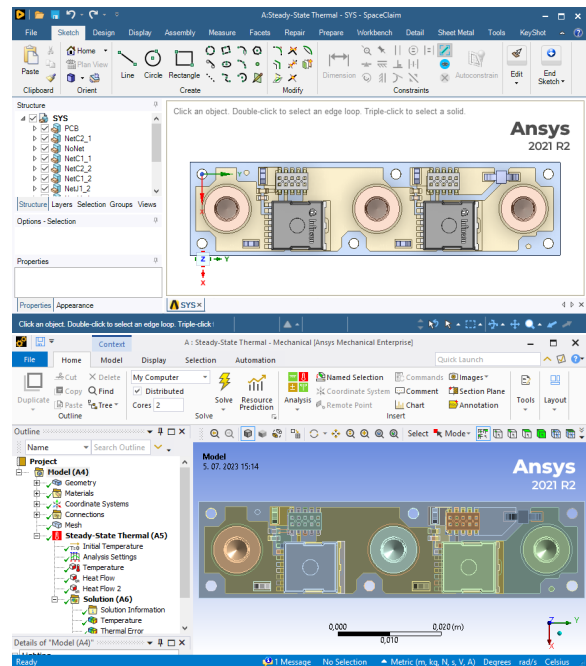 A:Steady-State Thermal - SYS - SpaceClaim
File Sketch Design Display Assembly Measure Facets Repair Prepare Workbench Detail Sheet Metal Tools KeyShot
Paste
Home
Plan View
Line Circle Rectangle
Dimension
Autoconstrain
Edit
End Sketch
Clipboard Orient Create Modify Constraints
Structure
SYS
PCB
NetC2_1
NoNet
NetC1_1
NetC2_2
NetC1_2
NetJ1_2
Structure Layers Selection Groups Views
Options - Selection
Properties
Properties Appearance
Click an object. Double-click to select an edge loop. Triple-click to select a solid.
Ansys
2021 R2
Y
X
Infineon
Infineon
Z Y
X
SYS
Click an object. Double-click to select an edge loop. Triple-click t
Context
A : Steady-State Thermal - Mechanical [Ansys Mechanical Enterprise]
File Home Model Display Selection Automation
Quick Launch
Duplicate
Cut
Delete
Copy
Find
Paste
Tree
My Computer
Distributed
Cores 2
Solve
Resource Prediction
Analysis
Named Selection
Coordinate System
Remote Point
Commands
Comment
Chart
Images
Section Plane
Annotation
Tools
Layout
Outline Solve Insert
Outline
Name Search Outline
Select Mode
Project
Model (A4)
Geometry
Materials
Coordinate Systems
Connections
Mesh
Steady-State Thermal (A5)
Initial Temperature
Analysis Settings
Temperature
Heat Flow
Heat Flow 2
Solution (A6)
Solution Information
Temperature
Thermal Error
Details of "Model (A4)"
Lighting
Model
5. 07. 2023 15:14
Ansys
2021 R2
0,000 0,020 (m)
0,010
Y
X
Ready
1 Message No Selection Metric (m, kg, N, s, V, A) Degrees rad/s Celsius